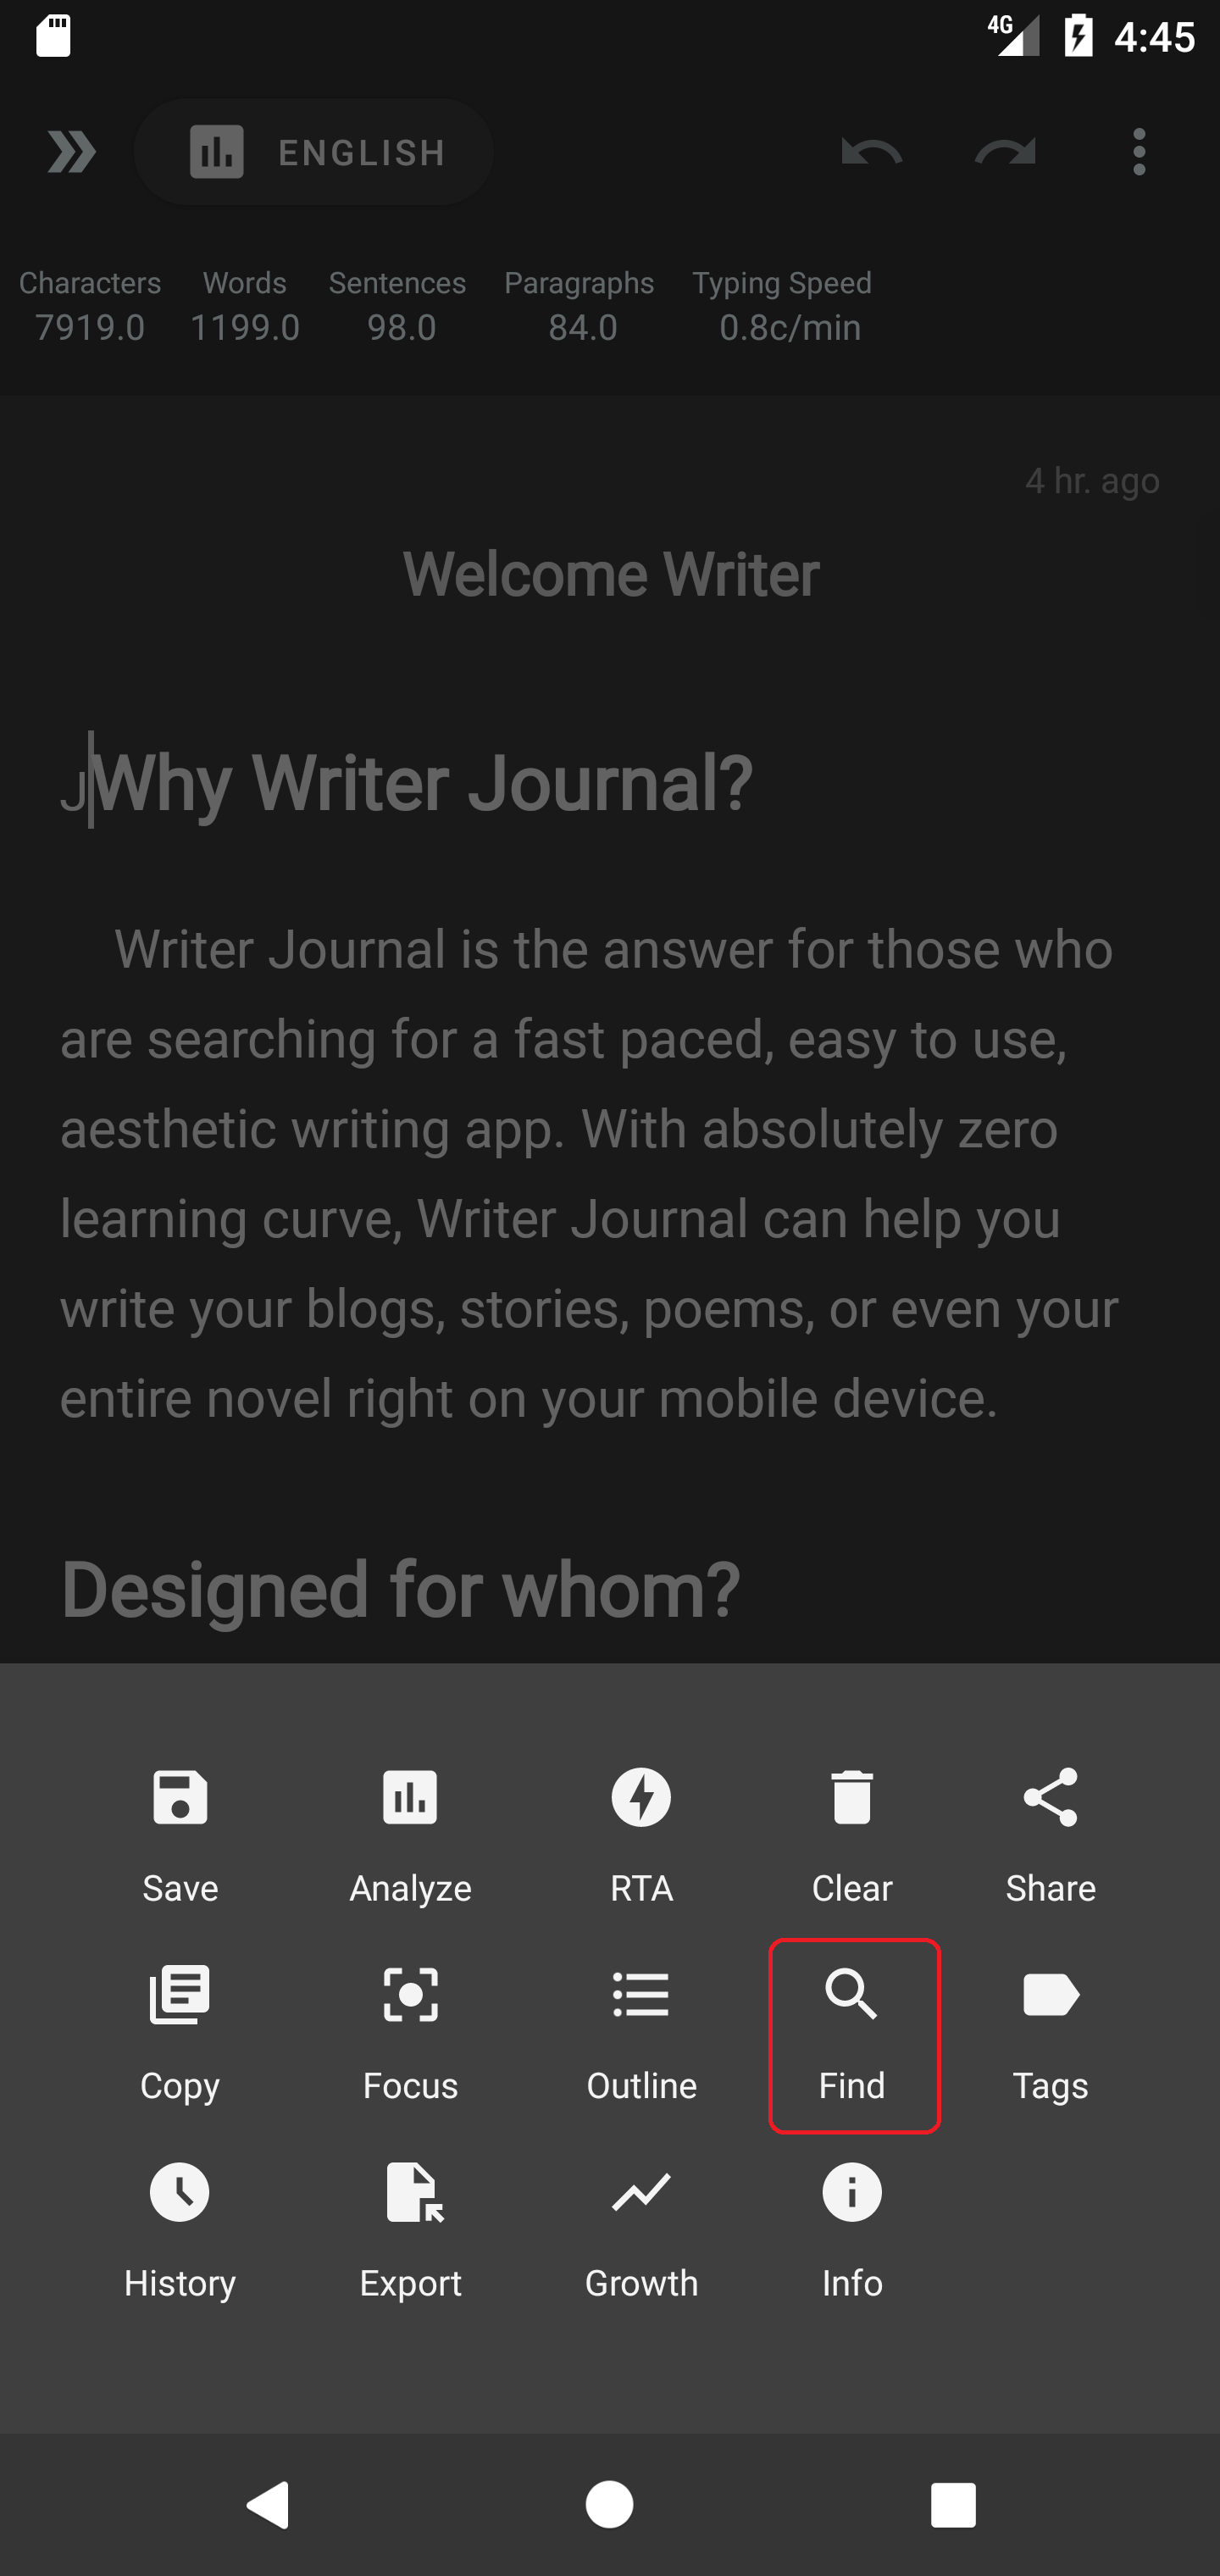 4G 4:45
ENGLISH
Characters Words Sentences Paragraphs Typing Speed
7919.0 1199.0 98.0 84.0 0.8c/min
4 hr. ago
Welcome Writer
JWhy Writer Journal?
Writer Journal is the answer for those who
are searching for a fast paced, easy to use,
aesthetic writing app. With absolutely zero
learning curve, Writer Journal can help you
write your blogs, stories, poems, or even your
entire novel right on your mobile device.
Designed for whom?
Save Analyze RTA Clear Share
Copy Focus Outline Find Tags
History Export Growth Info